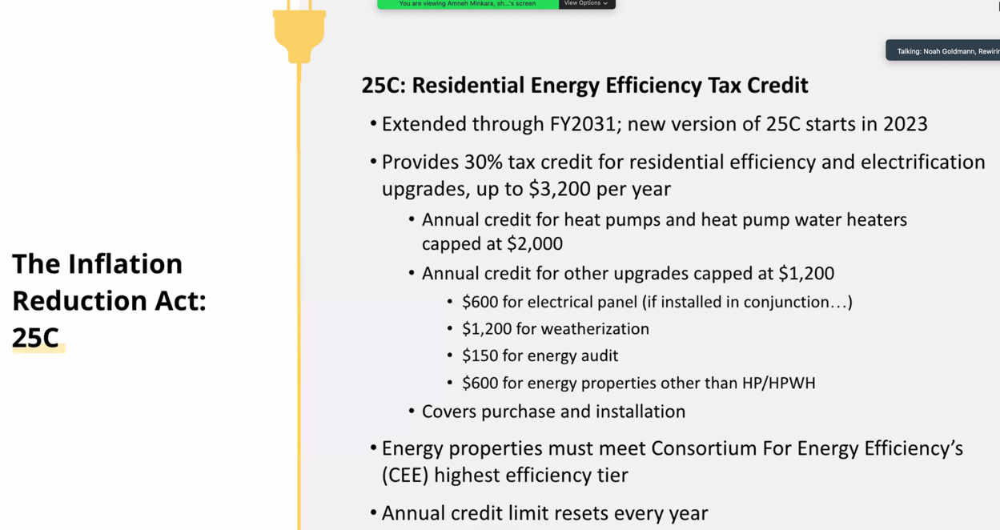 You are viewing Amneh Minkara, sh...'s screen
View Options
Talking: Noah Goldmann,
25C: Residential Energy Efficiency Tax Credit
• Extended through FY2031; new version of 25C starts in 2023
• Provides 30% tax credit for residential efficiency and electrification
upgrades, up to $3,200 per year
• Annual credit for heat pumps and heat pump water heaters
capped at $2,000
• Annual credit for other upgrades capped at $1,200
• $600 for electrical panel (if installed in conjunction…)
• $1,200 for weatherization
• $150 for energy audit
• $600 for energy properties other than HP/HPWH
• Covers purchase and installation
• Energy properties must meet Consortium For Energy Efficiency's
(CEE) highest efficiency tier
• Annual credit limit resets every year
The Inflation
Reduction Act:
25C